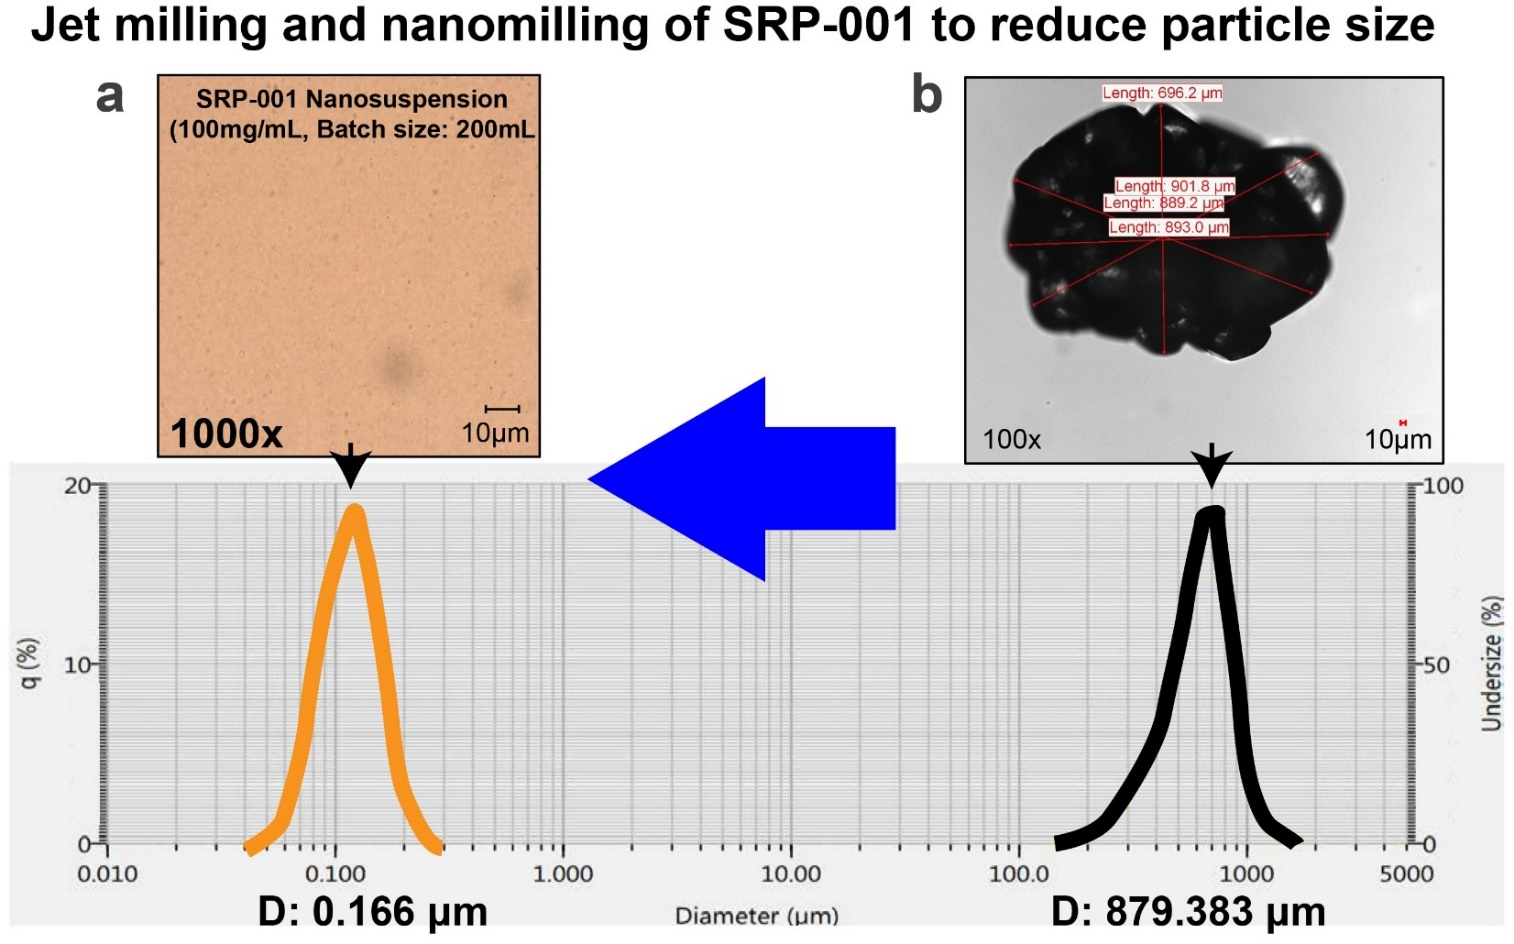 Jet milling and nanomilling of SRP-001 to reduce particle size
a
SRP-001 Nanosuspension
(100mg/mL, Batch size: 200mL
1000x
10μm
b
Length: 696.2 μm
Length: 901.8 μm
Length: 889.2 μm
Length: 893.0 μm
100x
10μm
20
10
0
q (%)
100
50
0
Undersize (%)
0.010 0.100 1.000 10.00 100.0 1000 5000
D: 0.166 μm
Diameter (μm)
D: 879.383 μm